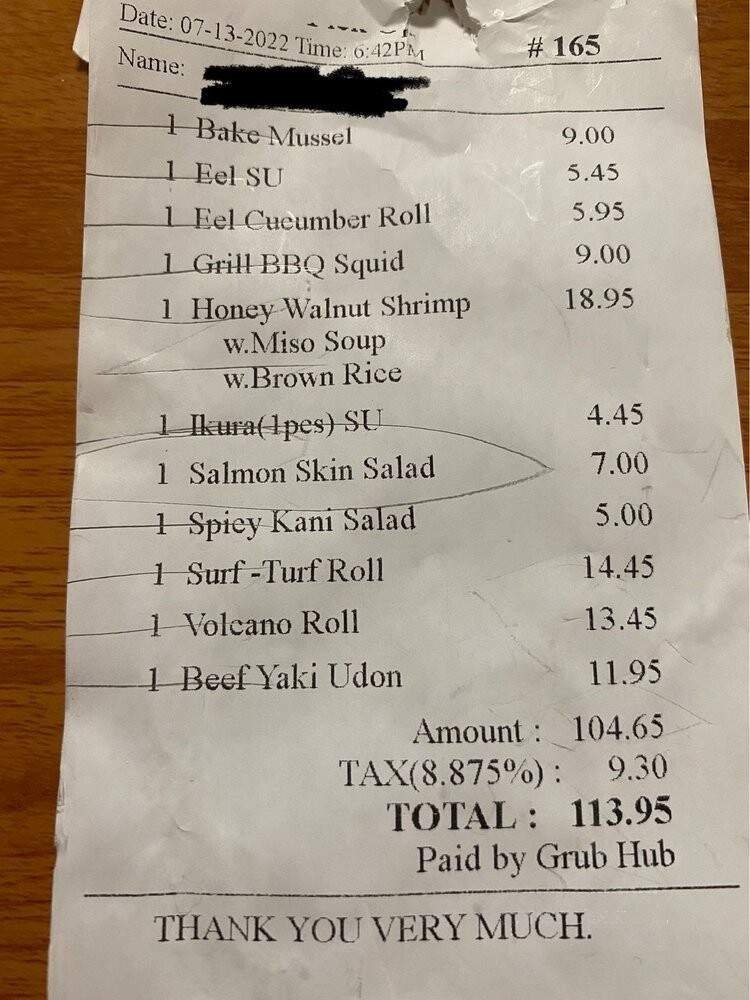 Date: 07-13-2022 Time: 6:42PM # 165
Name:
1 Bake Mussel 9.00
1 Eel SU 5.45
1 Eel Cucumber Roll 5.95
1 Grill BBQ Squid 9.00
1 Honey Walnut Shrimp 18.95
w.Miso Soup
w.Brown Rice
1 Ikura(1pcs) SU 4.45
1 Salmon Skin Salad 7.00
1 Spicy Kani Salad 5.00
1 Surf -Turf Roll 14.45
1 Volcano Roll 13.45
1 Beef Yaki Udon 11.95
Amount : 104.65
TAX(8.875%) : 9.30
TOTAL : 113.95
Paid by Grub Hub
THANK YOU VERY MUCH.